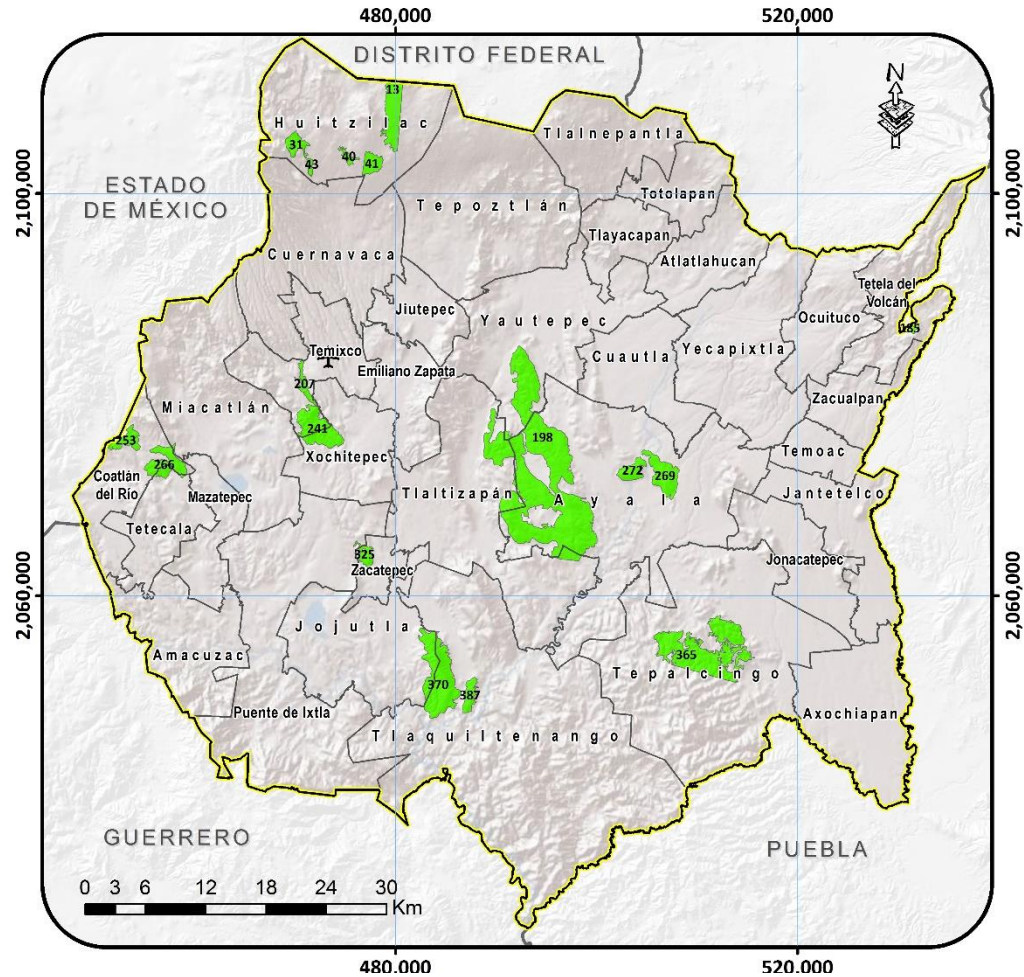 480,000
520,000
DISTRITO FEDERAL
N
13
Huitzilac
Tlalnepantla
31
40
41
43
2,100,000
2,100,000
ESTADO
DE MÉXICO
Totolapan
Tepoztlán
Tlayacapan
Cuernavaca
Atlatlahucan
Tetela del
Volcán
Jiutepec
Yautepec
Ocuituco
185
Temixco
Cuautla
Yecapixtla
Emiliano Zapata
207
Zacualpan
Miacatlán
241
253
198
Temoac
Xochitepec
266
272
269
Coatlán
del Río
Mazatepec
Tlaltizapán
Ayala
Jantetelco
Tetecala
325
Zacatepec
Jonacatepec
2,060,000
2,060,000
Jojutla
Amacuzac
365
Tepalcingo
370
387
Puente de Ixtla
Axochiapan
Tlaquiltenango
GUERRERO
PUEBLA
0 3 6 12 18 24 30
Km
480,000
520,000